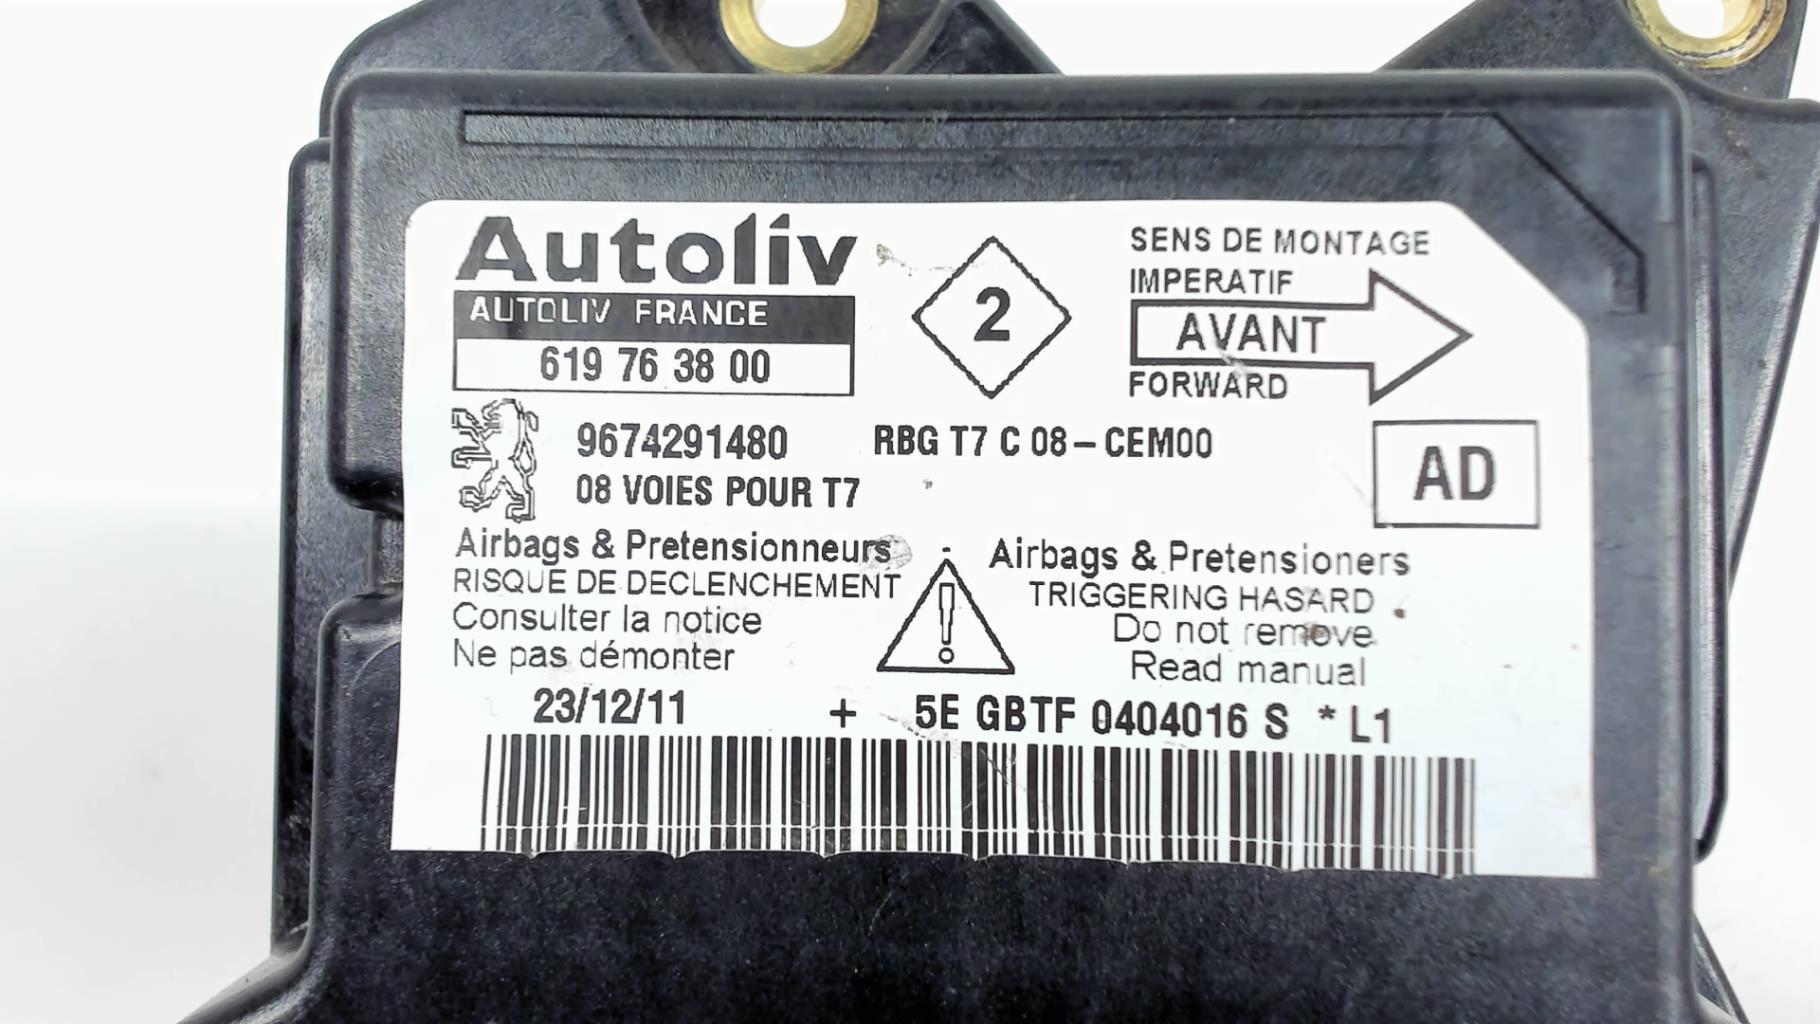 Autoliv
AUTOLIV FRANCE
619 76 38 00
2
SENS DE MONTAGE
IMPERATIF
AVANT
FORWARD
9674291480 RBG T7 C 08-CEM00
08 VOIES POUR T7
AD
Airbags & Pretensionneurs
RISQUE DE DECLENCHEMENT
Consulter la notice
Ne pas démonter
!
Airbags & Pretensioners
TRIGGERING HASARD
Do not remove
Read manual
23/12/11 + 5E GBTF 0404016 S * L1